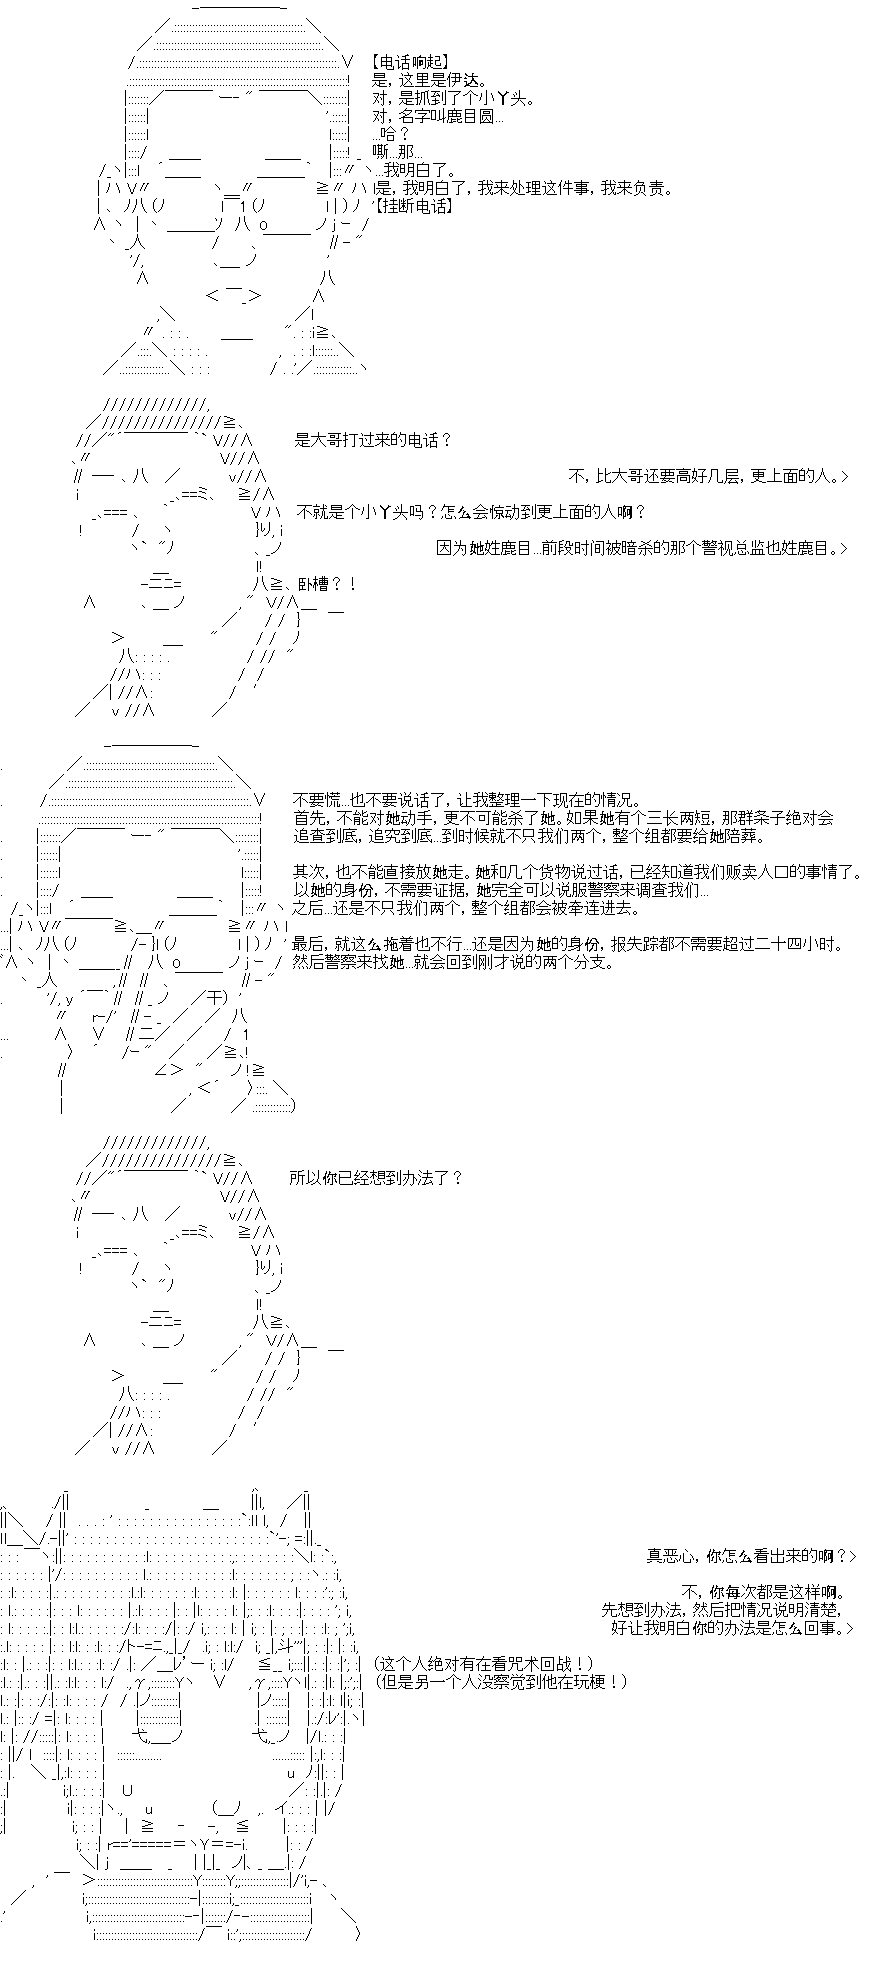 【电话响起】
是，这里是伊达。
对，是抓到了个小丫头。
对，名字叫鹿目圆…
…哈？
嘶…那…
…我明白了。
是，我明白了，我来处理这件事，我来负责。
【挂断电话】
是大哥打过来的电话？
不，比大哥还要高好几层，更上面的人。>
不就是个小丫头吗？怎么会惊动到更上面的人啊？
因为她姓鹿目…前段时间被暗杀的那个警视总监也姓鹿目。>
卧槽？！
不要慌…也不要说话了，让我整理一下现在的情况。
首先，不能对她动手，更不可能杀了她。如果她有个三长两短，那群条子绝对会
追查到底，追究到底…到时候就不只我们两个，整个组都要给她陪葬。
其次，也不能直接放她走。她和几个货物说过话，已经知道我们贩卖人口的事情了。
以她的身份，不需要证据，她完全可以说服警察来调查我们…
之后…还是不只我们两个，整个组都会被牵连进去。
最后，就这么拖着也不行…还是因为她的身份，报失踪都不需要超过二十四小时。
然后警察来找她…就会回到刚才说的两个分支。
所以你已经想到办法了？
真恶心，你怎么看出来的啊？>
不，你每次都是这样啊。
先想到办法，然后把情况说明清楚，
好让我明白你的办法是怎么回事。>
（这个人绝对有在看咒术回战！）
（但是另一个人没察觉到他在玩梗！）